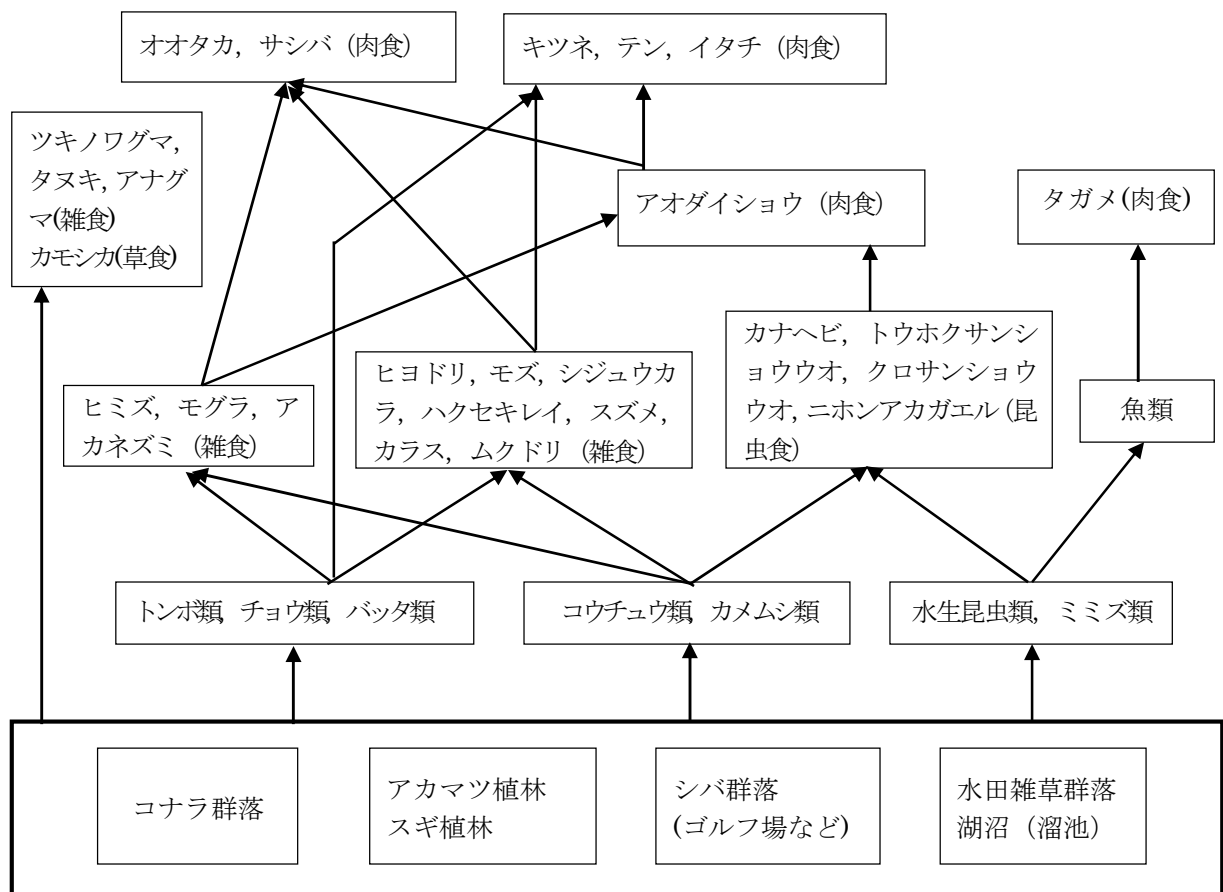 オオタカ，サシバ（肉食）
キツネ，テン，イタチ（肉食）
ツキノワグマ，
タヌキ，アナグ
マ(雑食)
カモシカ(草食)
アオダイショウ（肉食）
タガメ(肉食)
カナヘビ，トウホクサンシ
ョウウオ，クロサンショウ
ウオ，ニホンアカガエル（昆
虫食）
ヒヨドリ，モズ，シジュウカ
ラ，ハクセキレイ，スズメ，
カラス，ムクドリ（雑食）
ヒミズ，モグラ，ア
カネズミ（雑食）
魚類
トンボ類，チョウ類，バッタ類
コウチュウ類，カメムシ類
水生昆虫類，ミミズ類
コナラ群落
アカマツ植林
スギ植林
シバ群落
(ゴルフ場など)
水田雑草群落
湖沼（溜池）